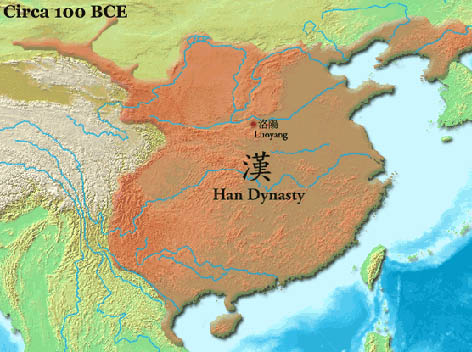 Circa 100 BCE
洛陽
Luoyang
漢
Han Dynasty